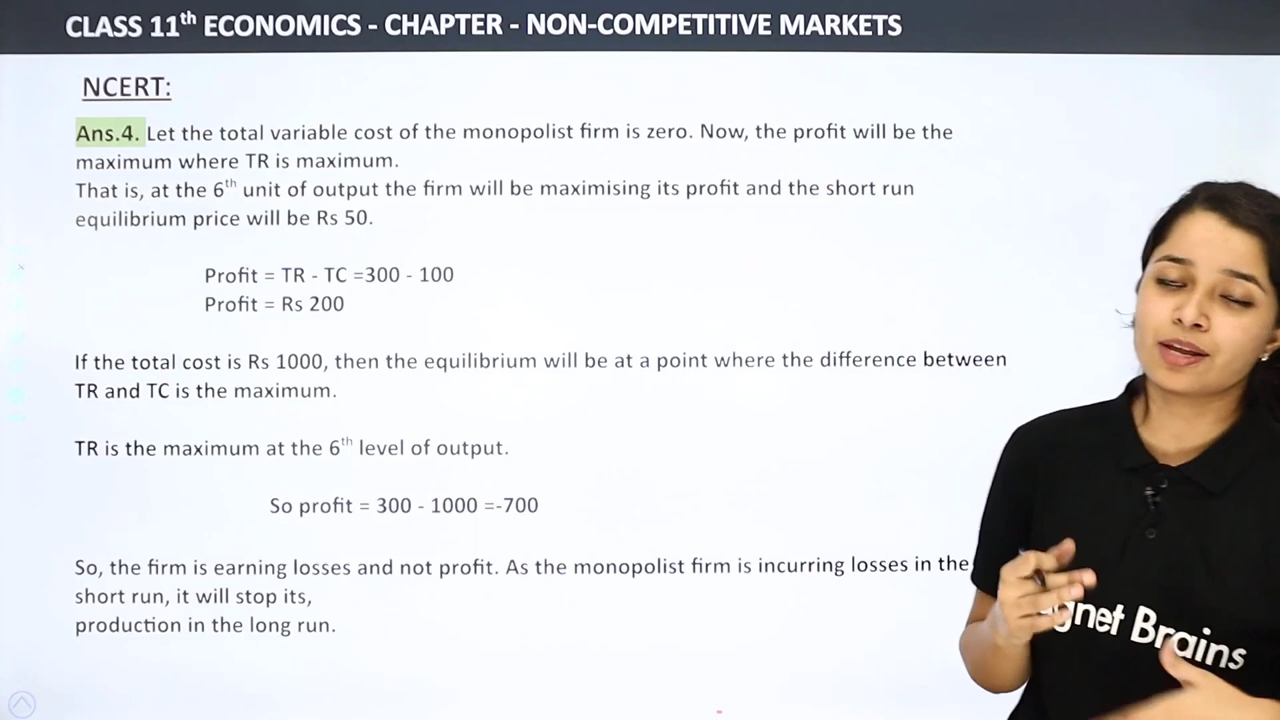 CLASS 11th ECONOMICS - CHAPTER - NON-COMPETITIVE MARKETS
NCERT:
Ans.4. Let the total variable cost of the monopolist firm is zero. Now, the profit will be the
maximum where TR is maximum.
That is, at the 6th unit of output the firm will be maximising its profit and the short run
equilibrium price will be Rs 50.
Profit = TR - TC =300 - 100
Profit = Rs 200
If the total cost is Rs 1000, then the equilibrium will be at a point where the difference between
TR and TC is the maximum.
TR is the maximum at the 6th level of output.
So profit = 300 - 1000 =-700
So, the firm is earning losses and not profit. As the monopolist firm is incurring losses in the
short run, it will stop its,
production in the long run.
gnet Brains